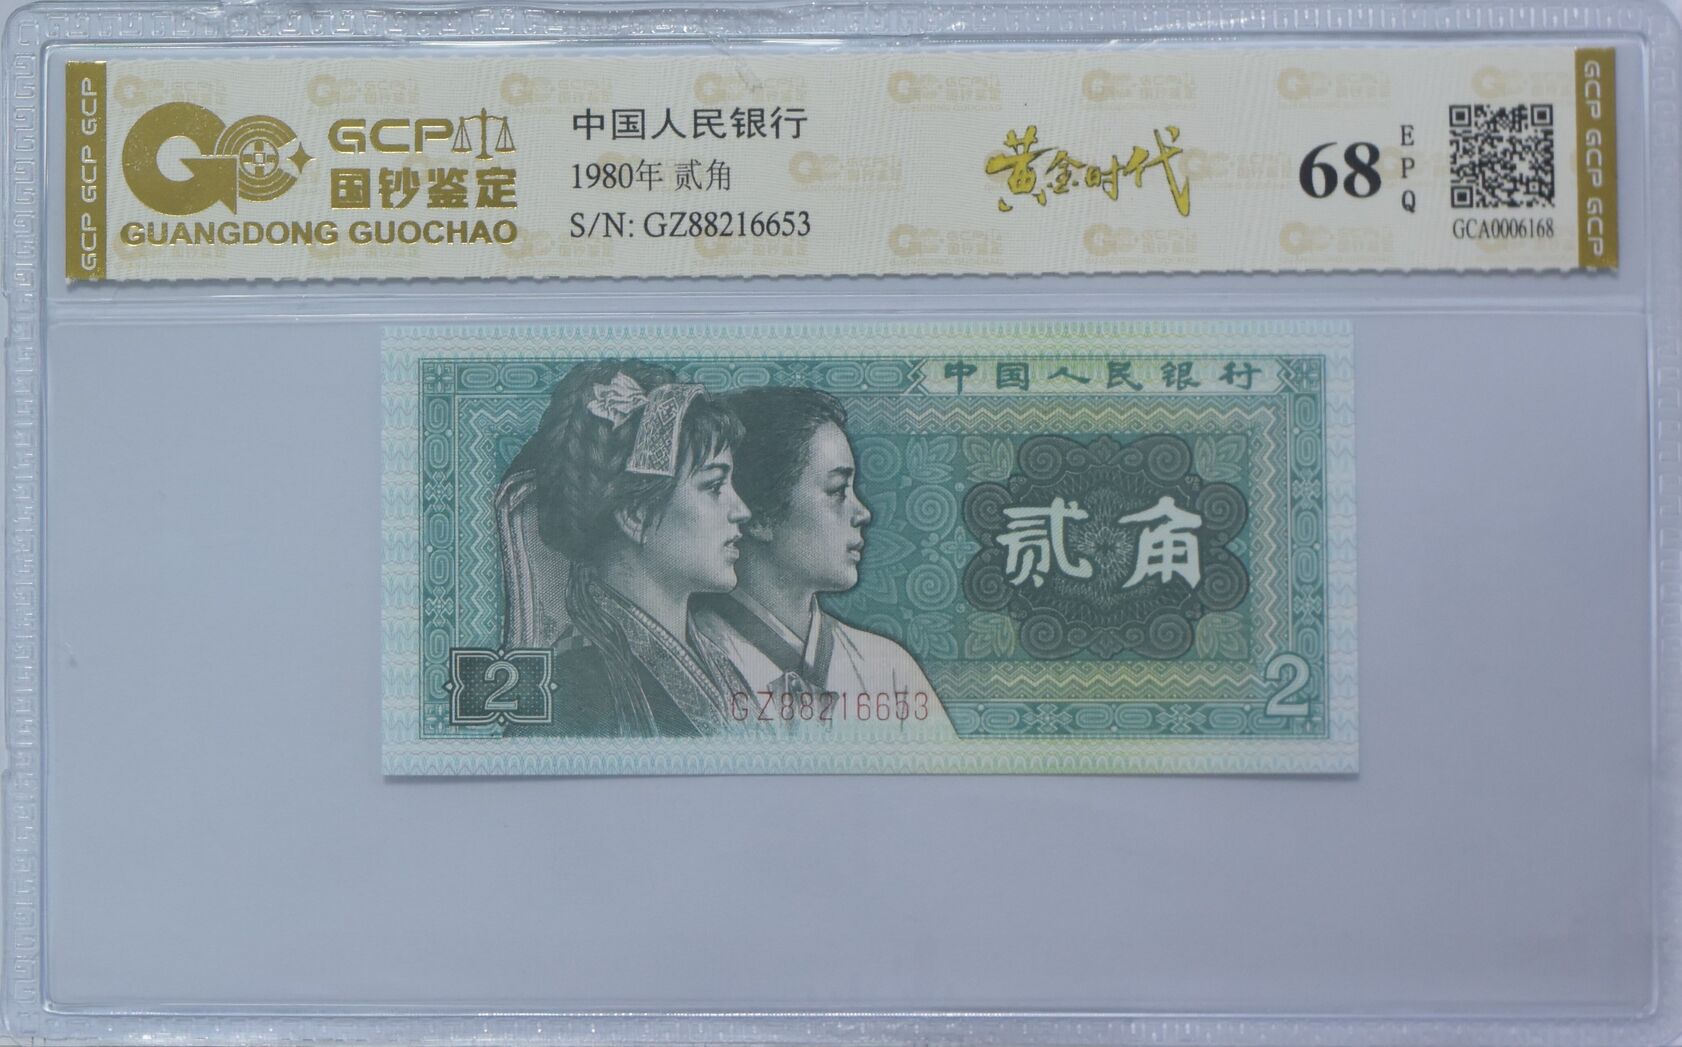 GCP GCP GCP
GCP
国钞鉴定
GUANGDONG GUOCHAO
中国人民银行
1980年 贰角
S/N: GZ88216653
黄金时代
68
EPQ
GCA0006168
GCP GCP GCP
中国人民银行
贰角
2
GZ88216653
2